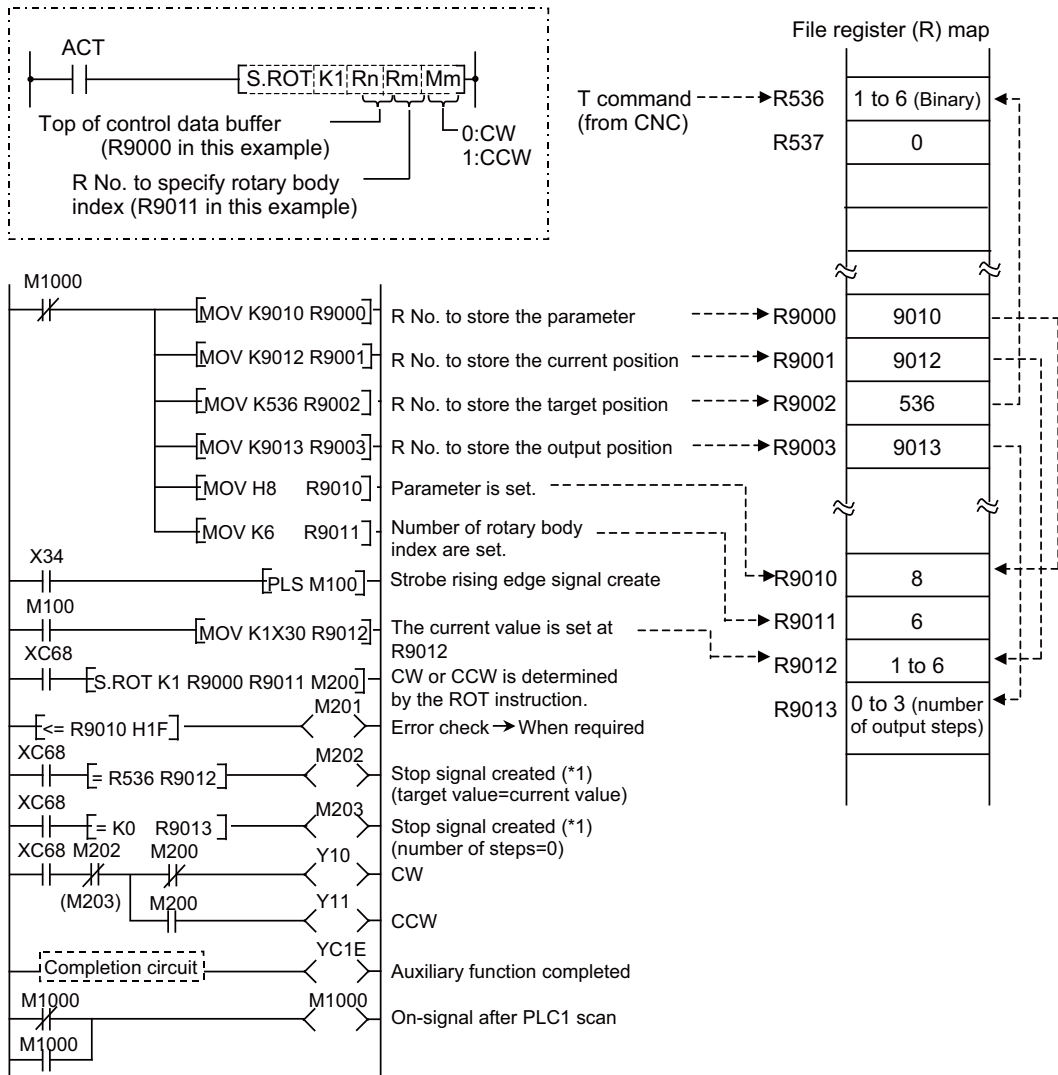 ACT
S.ROT K1 Rn Rm Mm
Top of control data buffer
(R9000 in this example)
0:CW
1:CCW
R No. to specify rotary body
index (R9011 in this example)
File register (R) map
T command
(from CNC)
R536
1 to 6 (Binary)
R537
0
M1000
MOV K9010 R9000
R No. to store the parameter
R9000
9010
MOV K9012 R9001
R No. to store the current position
R9001
9012
MOV K536 R9002
R No. to store the target position
R9002
536
MOV K9013 R9003
R No. to store the output position
R9003
9013
MOV H8 R9010
Parameter is set.
MOV K6 R9011
Number of rotary body
index are set.
X34
PLS M100
Strobe rising edge signal create
R9010
8
M100
MOV K1X30 R9012
The current value is set at
R9012
R9011
6
XC68
S.ROT K1 R9000 R9011 M200
CW or CCW is determined
by the ROT instruction.
R9012
1 to 6
R9013
0 to 3 (number
of output steps)
<= R9010 H1F
M201
Error check → When required
XC68
= R536 R9012
M202
Stop signal created (*1)
(target value=current value)
XC68
= K0 R9013
M203
Stop signal created (*1)
(number of steps=0)
XC68
M202
(M203)
M200
Y10
CW
M200
Y11
CCW
Completion circuit
YC1E
Auxiliary function completed
M1000
M1000
On-signal after PLC1 scan
M1000